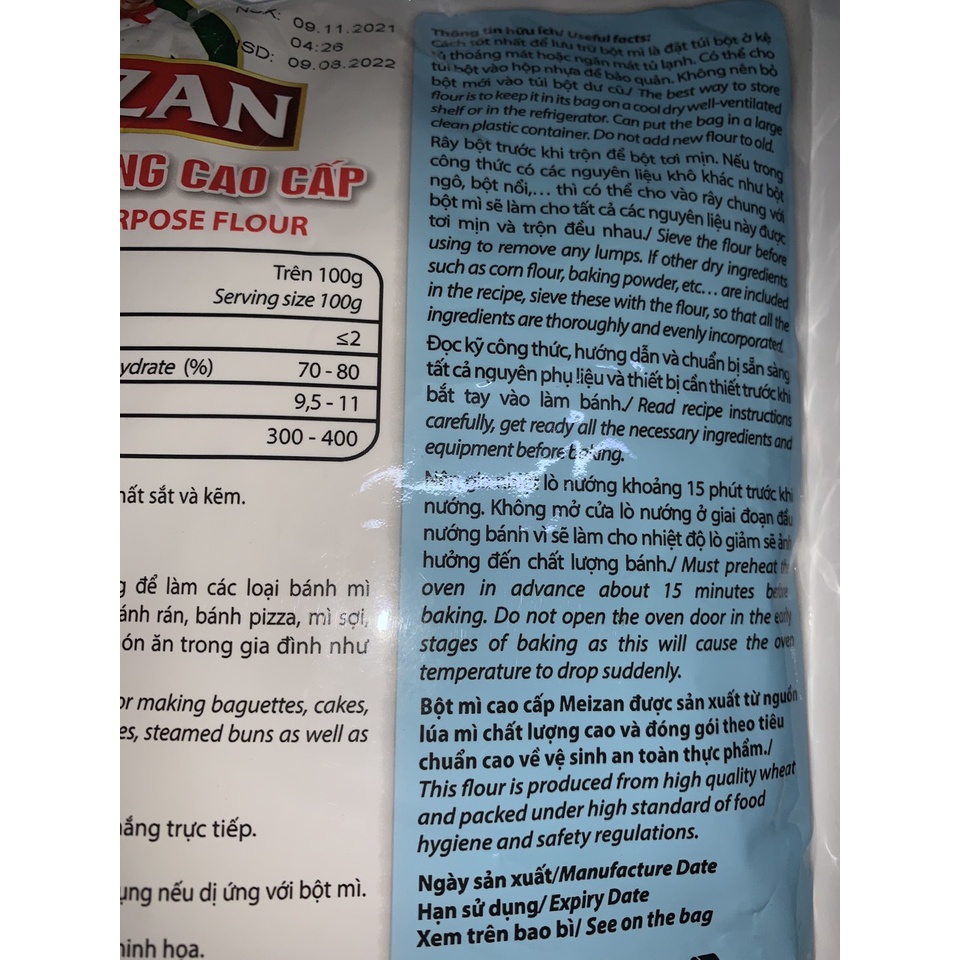 09.11.2021
04:26
09.08.2022
ZAN
NG CAO CẤP
RPOSE FLOUR
Trên 100g
Serving size 100g
≤2
ydrate (%) 70 - 80
9,5 - 11
300 - 400
hất sắt và kẽm.
để làm các loại bánh mì
ánh rán, bánh pizza, mì sợi,
ón ăn trong gia đình như
or making baguettes, cakes,
es, steamed buns as well as
nắng trực tiếp.
ụng nếu dị ứng với bột mì.
minh họa.
Thông tin hữu ích/ Useful facts:
Cách tốt nhất để lưu trữ bột mì là đặt túi bột ở kệ
tủ thoáng mát hoặc ngăn mát tủ lạnh. Có thể cho
túi bột vào hộp nhựa để bảo quản. Không nên bỏ
bột mới vào túi bột dư cũ/ The best way to store
flour is to keep it in its bag on a cool dry well-ventilated
shelf or in the refrigerator. Can put the bag in a large
clean plastic container. Do not add new flour to old.
Rây bột trước khi trộn để bột tơi mịn. Nếu trong
công thức có các nguyên liệu khô khác như bột
ngô, bột nổi,... thì có thể cho vào rây chung với
bột mì sẽ làm cho tất cả các nguyên liệu này được
tơi mịn và trộn đều nhau./ Sieve the flour before
using to remove any lumps. If other dry ingredients
such as corn flour, baking powder, etc... are included
in the recipe, sieve these with the flour, so that all the
ingredients are thoroughly and evenly incorporated.
Đọc kỹ công thức, hướng dẫn và chuẩn bị sẵn sàng
tất cả nguyên phụ liệu và thiết bị cần thiết trước khi
bắt tay vào làm bánh./ Read recipe instructions
carefully, get ready all the necessary ingredients and
equipment before baking.
Nên gia nhiệt lò nướng khoảng 15 phút trước khi
nướng. Không mở cửa lò nướng ở giai đoạn đầu
nướng bánh vì sẽ làm cho nhiệt độ lò giảm sẽ ảnh
hưởng đến chất lượng bánh./ Must preheat the
oven in advance about 15 minutes before
baking. Do not open the oven door in the early
stages of baking as this will cause the oven
temperature to drop suddenly.
Bột mì cao cấp Meizan được sản xuất từ nguồn
lúa mì chất lượng cao và đóng gói theo tiêu
chuẩn cao về vệ sinh an toàn thực phẩm./
This flour is produced from high quality wheat
and packed under high standard of food
hygiene and safety regulations.
Ngày sản xuất/Manufacture Date
Hạn sử dụng/ Expiry Date
Xem trên bao bì/ See on the bag